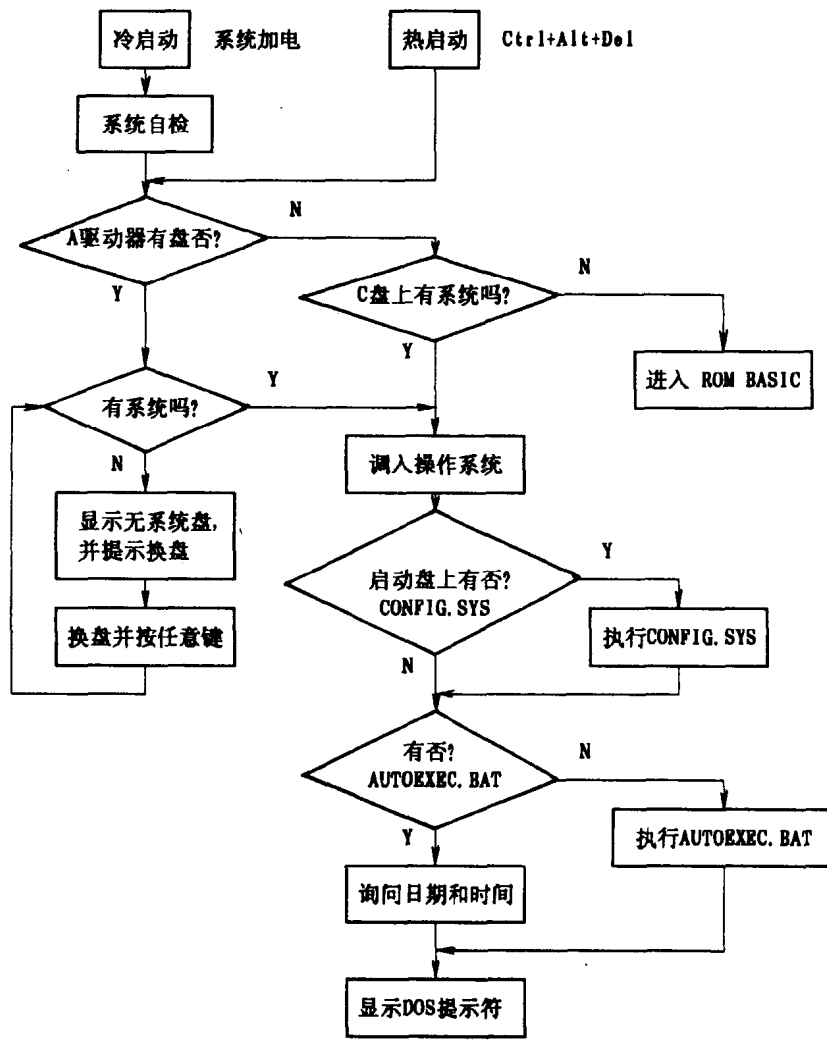 冷启动 系统加电
热启动 Ctrl+Alt+Del
系统自检
A驱动器有盘否?
N
Y
C盘上有系统吗?
N
Y
进入 ROM BASIC
有系统吗?
Y
N
调入操作系统
显示无系统盘,
并提示换盘
换盘并按任意键
启动盘上有否?
CONFIG.SYS
Y
N
执行CONFIG.SYS
有否?
AUTOEXEC.BAT
N
Y
执行AUTOEXEC.BAT
询问日期和时间
显示DOS提示符